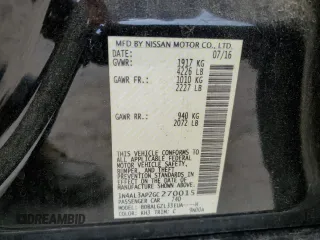 MFD BY NISSAN MOTOR CO., LTD.
DATE: 07/16
GVWR: 1917 KG
4226 LB
GAWR FR: 1010 KG
2227 LB
GAWR RR: 940 KG
2072 LB
THIS VEHICLE CONFORMS TO
ALL APPLICABLE FEDERAL MOTOR
VEHICLE SAFETY AND
THEFT PREVENTION STANDARDS
IN EFFECT ON THE DATE OF
MANUFACTURE SHOWN ABOVE.
1N4AL3AP7GC270015
PASSENGER CAR
COLOR: KH3 TRIM: C